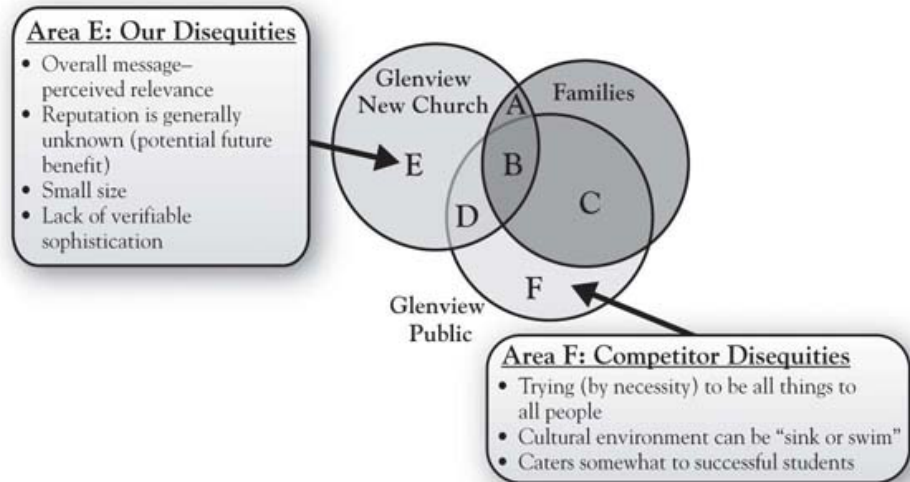 Area E: Our Disequities
• Overall message–
perceived relevance
• Reputation is generally
unknown (potential future
benefit)
• Small size
• Lack of verifiable
sophistication
Glenview
New Church
Families
A
B
C
D
E
F
Glenview
Public
Area F: Competitor Disequities
• Trying (by necessity) to be all things to
all people
• Cultural environment can be “sink or swim”
• Caters somewhat to successful students